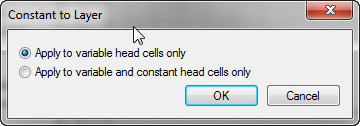 Constant to Layer
Apply to variable head cells only
Apply to variable and constant head cells only
OK Cancel